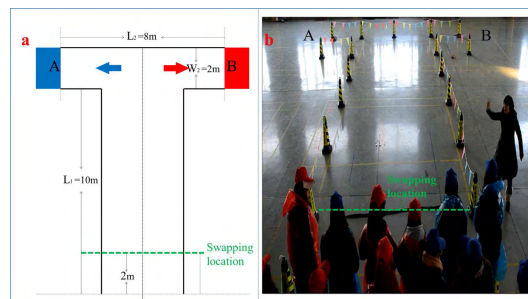 a
L₂=8m
A
B
W₂=2m
L₁=10m
Swapping
location
2m
b
A
B
Swapping
location